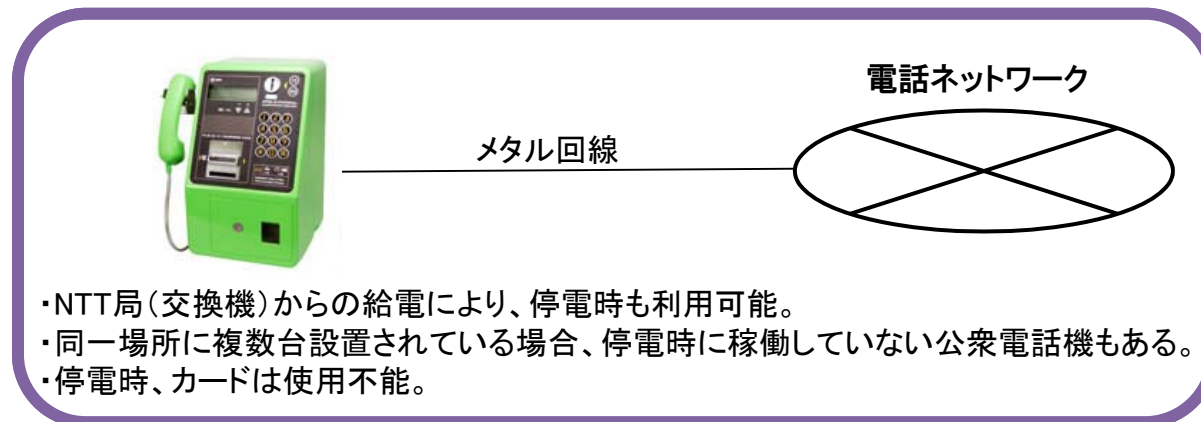 電話ネットワーク
メタル回線
・NTT局(交換機)からの給電により、停電時も利用可能。
・同一場所に複数台設置されている場合、停電時に稼働していない公衆電話機もある。
・停電時、カードは使用不能。